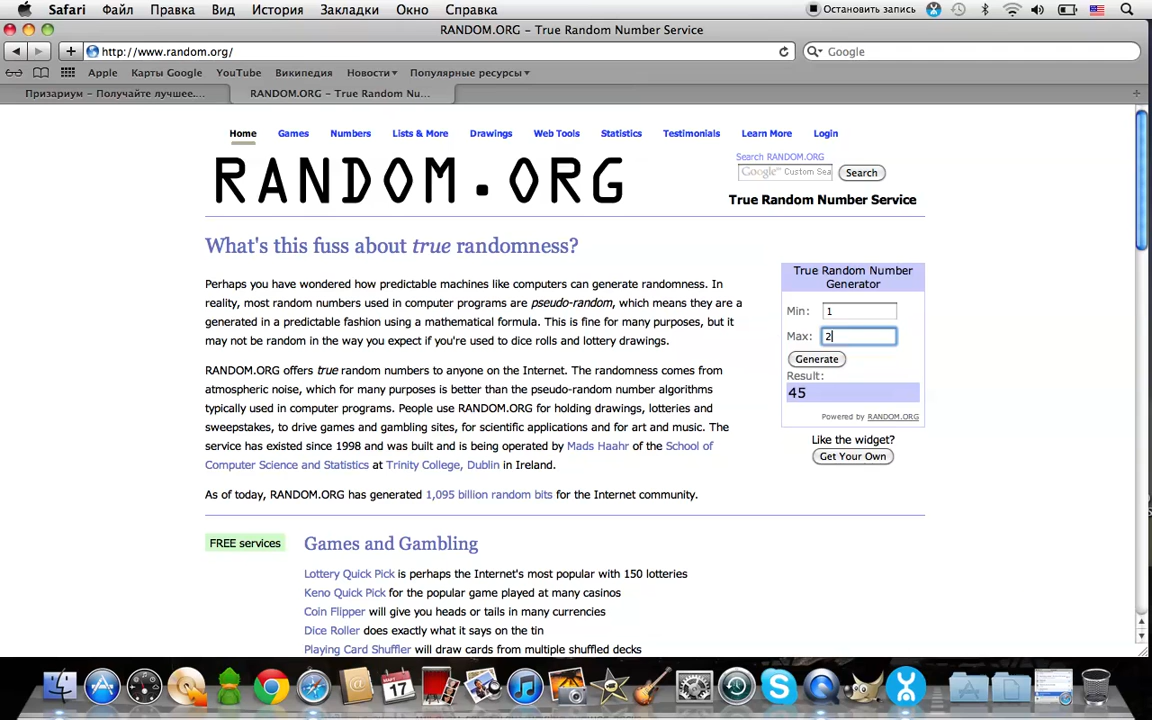 Safari Файл Правка Вид История Закладки Окно Справка Остановить запись
RANDOM.ORG – True Random Number Service
http://www.random.org/ Google
Apple Карты Google YouTube Википедия Новости Популярные ресурсы
Призариум – Получайте лучшее.... RANDOM.ORG – True Random Nu...
Home Games Numbers Lists & More Drawings Web Tools Statistics Testimonials Learn More Login
RANDOM.ORG
Search RANDOM.ORG
Google™ Custom Sea Search
True Random Number Service
What's this fuss about true randomness?
Perhaps you have wondered how predictable machines like computers can generate randomness. In
reality, most random numbers used in computer programs are pseudo-random, which means they are a
generated in a predictable fashion using a mathematical formula. This is fine for many purposes, but it
may not be random in the way you expect if you're used to dice rolls and lottery drawings.
RANDOM.ORG offers true random numbers to anyone on the Internet. The randomness comes from
atmospheric noise, which for many purposes is better than the pseudo-random number algorithms
typically used in computer programs. People use RANDOM.ORG for holding drawings, lotteries and
sweepstakes, to drive games and gambling sites, for scientific applications and for art and music. The
service has existed since 1998 and was built and is being operated by Mads Haahr of the School of
Computer Science and Statistics at Trinity College, Dublin in Ireland.
As of today, RANDOM.ORG has generated 1,095 billion random bits for the Internet community.
True Random Number
Generator
Min: 1
Max: 2
Generate
Result:
45
Powered by RANDOM.ORG
Like the widget?
Get Your Own
FREE services
Games and Gambling
Lottery Quick Pick is perhaps the Internet's most popular with 150 lotteries
Keno Quick Pick for the popular game played at many casinos
Coin Flipper will give you heads or tails in many currencies
Dice Roller does exactly what it says on the tin
Playing Card Shuffler will draw cards from multiple shuffled decks
17